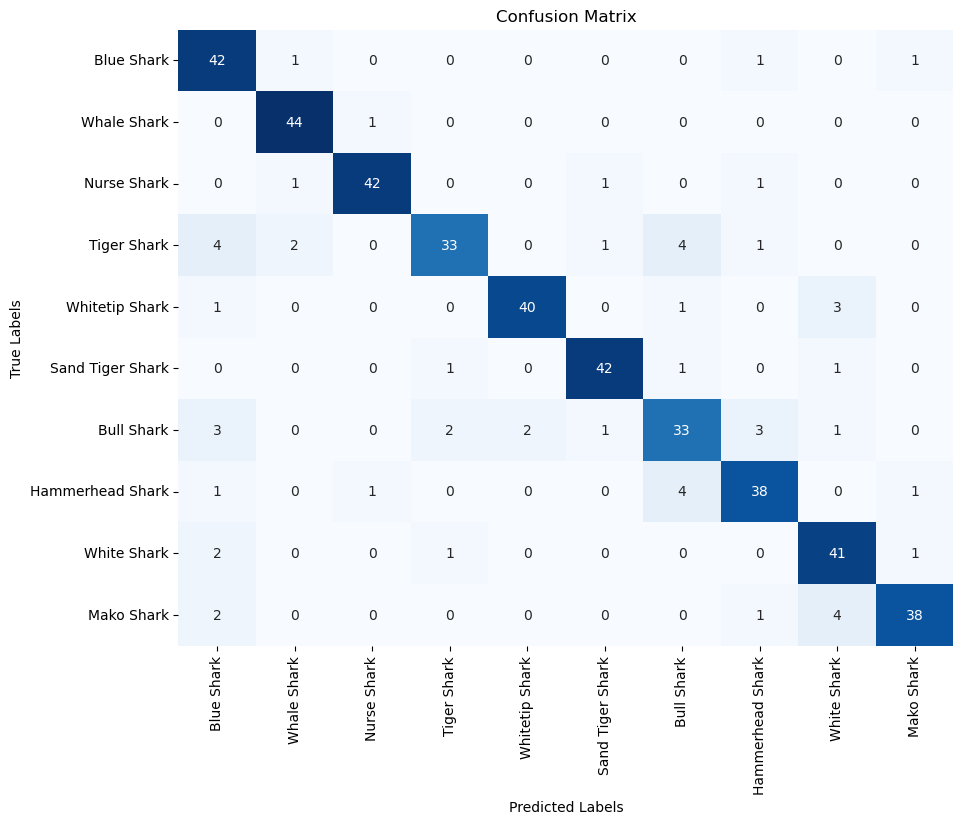 Confusion Matrix
True Labels
Blue Shark 42 1 0 0 0 0 0 1 0 1
Whale Shark 0 44 1 0 0 0 0 0 0 0
Nurse Shark 0 1 42 0 0 1 0 1 0 0
Tiger Shark 4 2 0 33 0 1 4 1 0 0
Whitetip Shark 1 0 0 0 40 0 1 0 3 0
Sand Tiger Shark 0 0 0 1 0 42 1 0 1 0
Bull Shark 3 0 0 2 2 1 33 3 1 0
Hammerhead Shark 1 0 1 0 0 0 4 38 0 1
White Shark 2 0 0 1 0 0 0 0 41 1
Mako Shark 2 0 0 0 0 0 0 1 4 38
Blue Shark
Whale Shark
Nurse Shark
Tiger Shark
Whitetip Shark
Sand Tiger Shark
Bull Shark
Hammerhead Shark
White Shark
Mako Shark
Predicted Labels